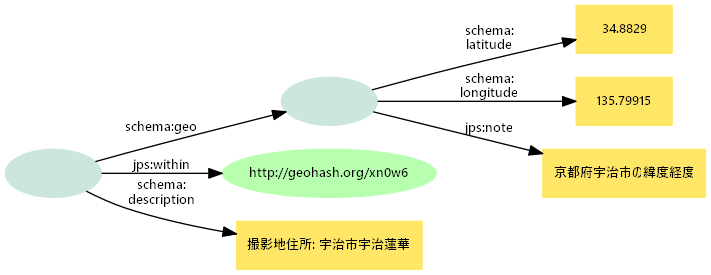 schema:
latitude
34.8829
schema:geo
schema:
longitude
135.79915
jps:note
京都府宇治市の緯度経度
jps:within
http://geohash.org/xn0w6
schema:
description
撮影地住所: 宇治市宇治蓮華